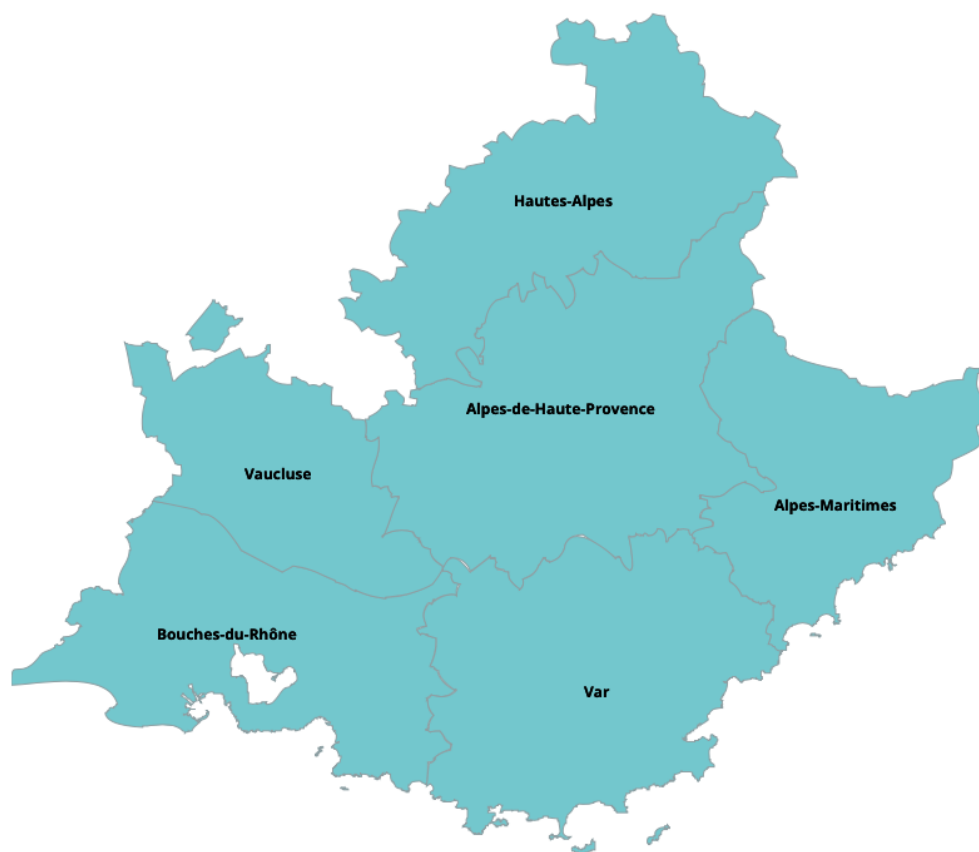 Hautes-Alpes
Alpes-de-Haute-Provence
Vaucluse
Alpes-Maritimes
Bouches-du-Rhône
Var